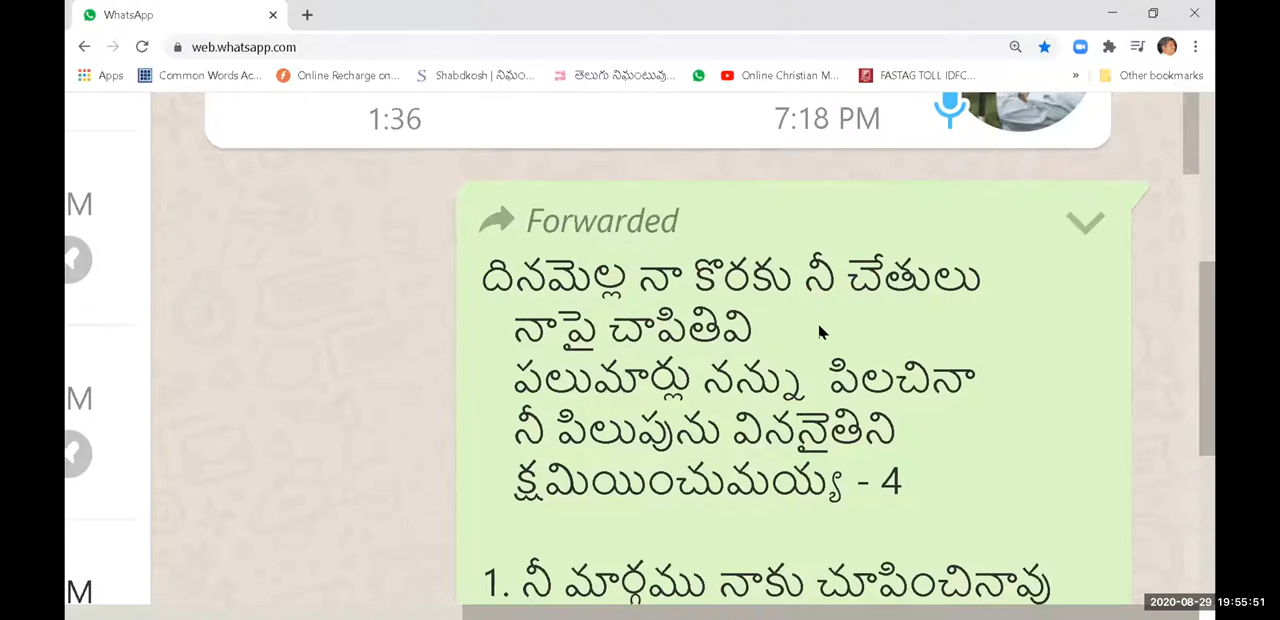 WhatsApp
web.whatsapp.com
Apps Common Words Ac... Online Recharge on... Shabdkosh | నిఘం... తెలుగు నిఘంటువు... Online Christian M... FASTAG TOLL IDFC... » Other bookmarks
1:36 7:18 PM
M
Forwarded
దినమెల్ల నా కొరకు నీ చేతులు
నాపై చాపితివి
పలుమార్లు నన్ను పిలచినా
M
నీ పిలుపును విననైతిని
క్షమియించుమయ్య - 4
1. నీ మార్గము నాకు చూపించినావు
M
2020-08-29 19:55:51